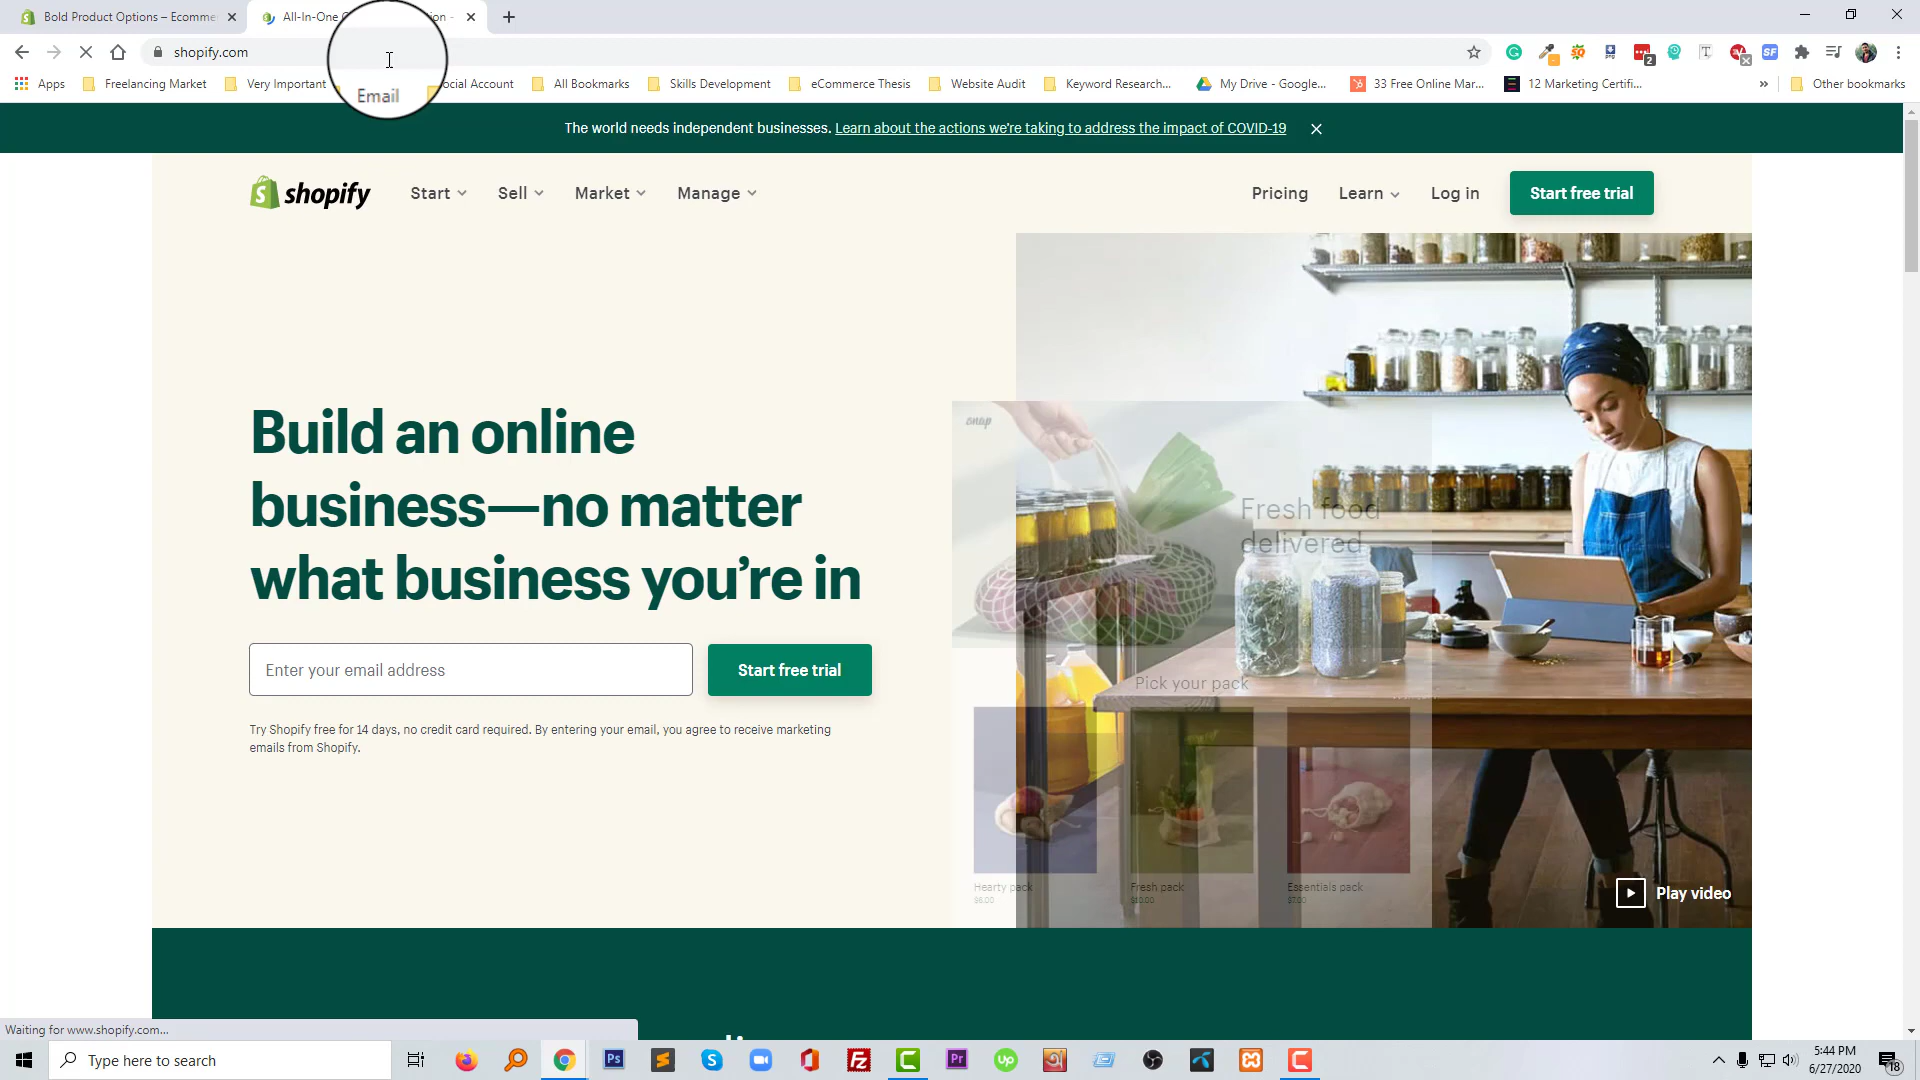 Bold Product Options – Ecomme
All-In-One
shopify.com
Apps
Freelancing Market
Very Important
Email
ocial Account
All Bookmarks
Skills Development
eCommerce Thesis
Website Audit
Keyword Research...
My Drive - Google...
33 Free Online Mar...
12 Marketing Certifi...
»
Other bookmarks
The world needs independent businesses. Learn about the actions we're taking to address the impact of COVID-19
shopify
Start
Sell
Market
Manage
Pricing
Learn
Log in
Start free trial
Build an online
business—no matter
what business you're in
Enter your email address
Start free trial
Try Shopify free for 14 days, no credit card required. By entering your email, you agree to receive marketing
emails from Shopify.
snap
Fresh food
delivered
Pick your pack
Hearty pack
Fresh pack
Essentials pack
Play video
Waiting for www.shopify.com...
Type here to search
5:44 PM
6/27/2020
18